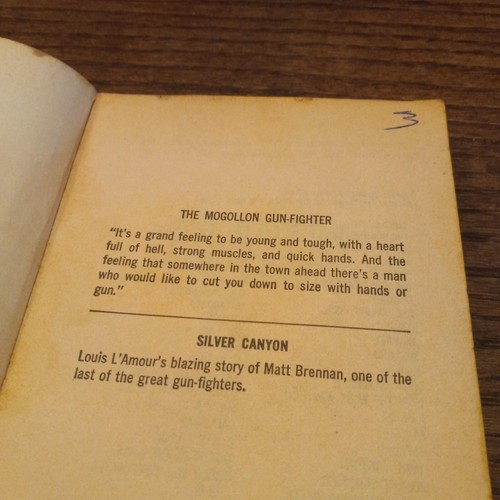 3
THE MOGOLLON GUN-FIGHTER
"It's a grand feeling to be young and tough, with a heart
full of hell, strong muscles, and quick hands. And the
feeling that somewhere in the town ahead there's a man
who would like to cut you down to size with hands or
gun."
SILVER CANYON
Louis L'Amour's blazing story of Matt Brennan, one of the
last of the great gun-fighters.